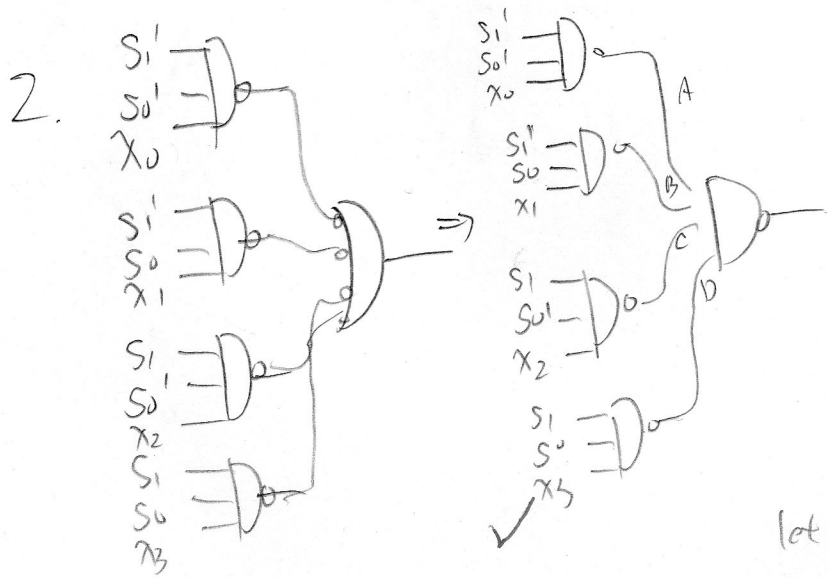 2.
S1'
S0'
X0
S1'
S0
X1
S1
S0'
X2
S1
S0
X3
⇒
S1'
S0'
X0
A
S1'
S0
X1
B
C
S1
S0'
X2
D
S1
S0
X3
✓
let